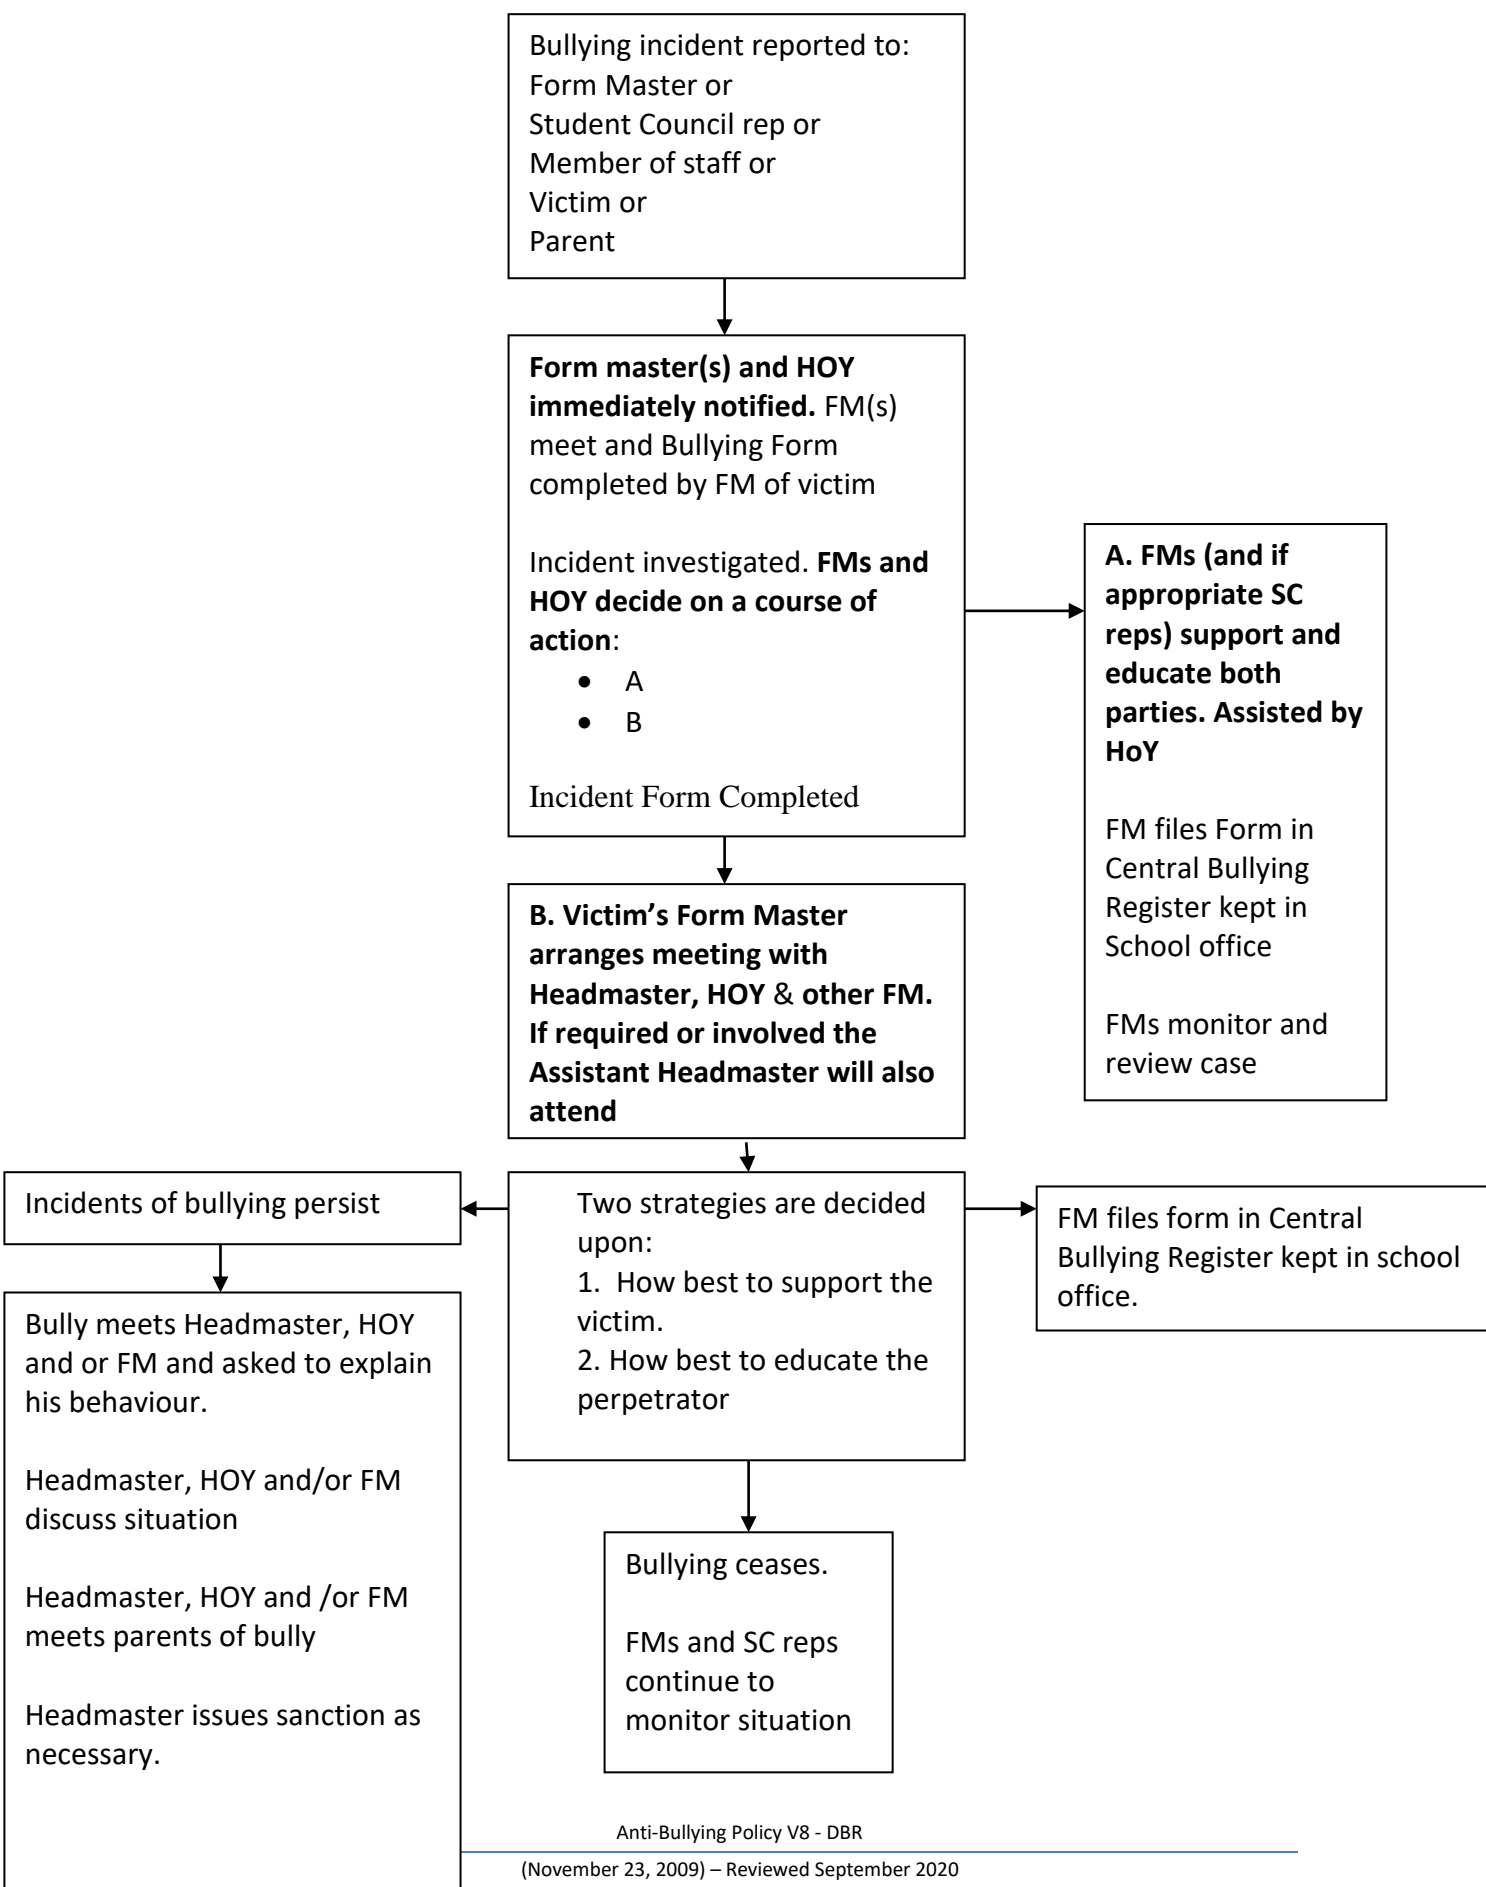 Bullying incident reported to:
Form Master or
Student Council rep or
Member of staff or
Victim or
Parent
Form master(s) and HOY
immediately notified. FM(s)
meet and Bullying Form
completed by FM of victim
Incident investigated. FMs and
HOY decide on a course of
action:
• A
• B
Incident Form Completed
A. FMs (and if
appropriate SC
reps) support and
educate both
parties. Assisted by
HoY
FM files Form in
Central Bullying
Register kept in
School office
FMs monitor and
review case
B. Victim’s Form Master
arranges meeting with
Headmaster, HOY & other FM.
If required or involved the
Assistant Headmaster will also
attend
Two strategies are decided
upon:
1. How best to support the
victim.
2. How best to educate the
perpetrator
FM files form in Central
Bullying Register kept in school
office.
Incidents of bullying persist
Bully meets Headmaster, HOY
and or FM and asked to explain
his behaviour.
Headmaster, HOY and/or FM
discuss situation
Headmaster, HOY and /or FM
meets parents of bully
Headmaster issues sanction as
necessary.
Bullying ceases.
FMs and SC reps
continue to
monitor situation
Anti-Bullying Policy V8 - DBR
(November 23, 2009) – Reviewed September 2020